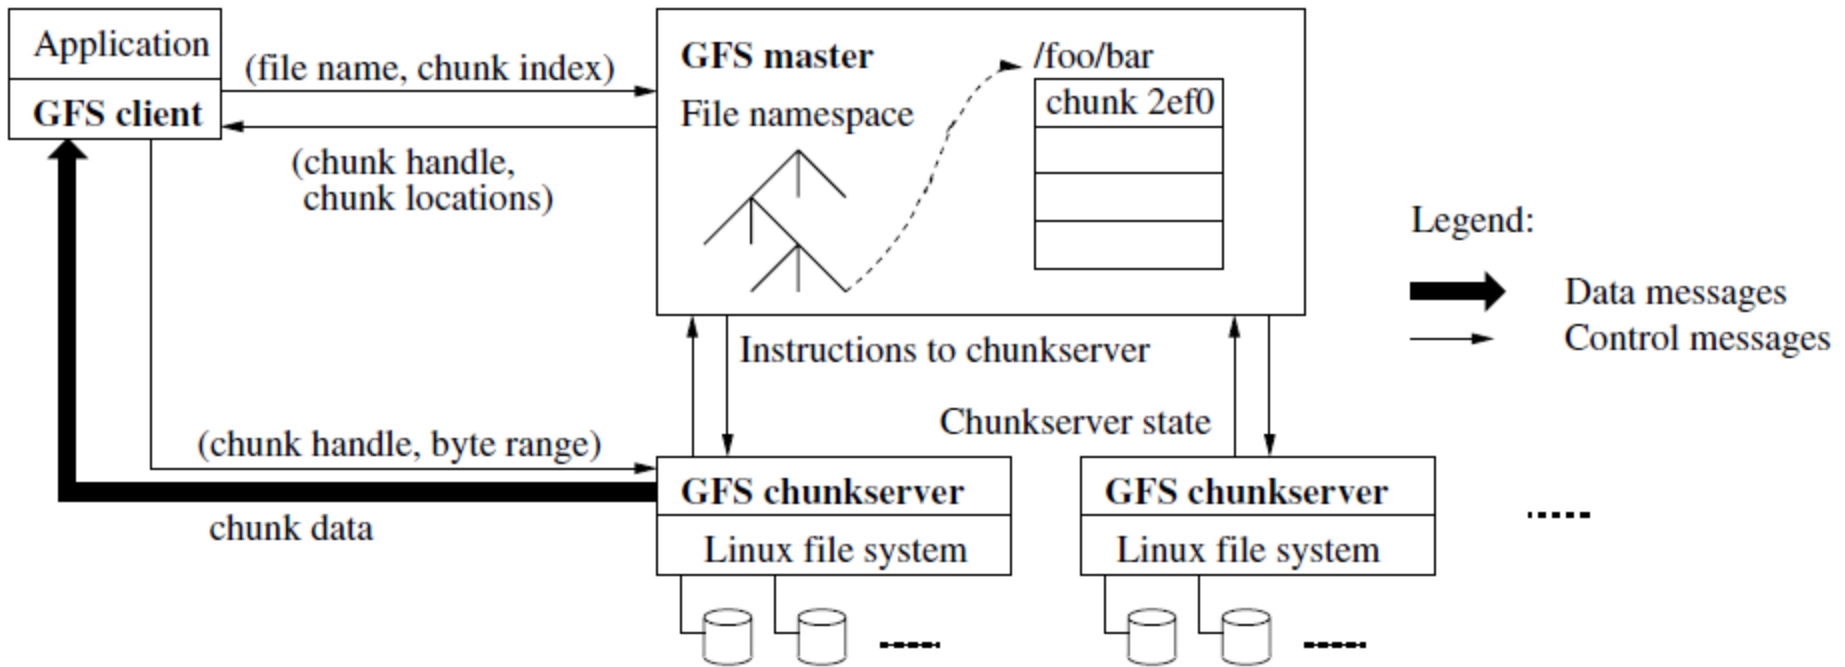 Application
GFS client
(file name, chunk index)
(chunk handle,
chunk locations)
GFS master
File namespace
/foo/bar
chunk 2ef0
Legend:
Data messages
Control messages
Instructions to chunkserver
Chunkserver state
(chunk handle, byte range)
chunk data
GFS chunkserver
Linux file system
GFS chunkserver
Linux file system